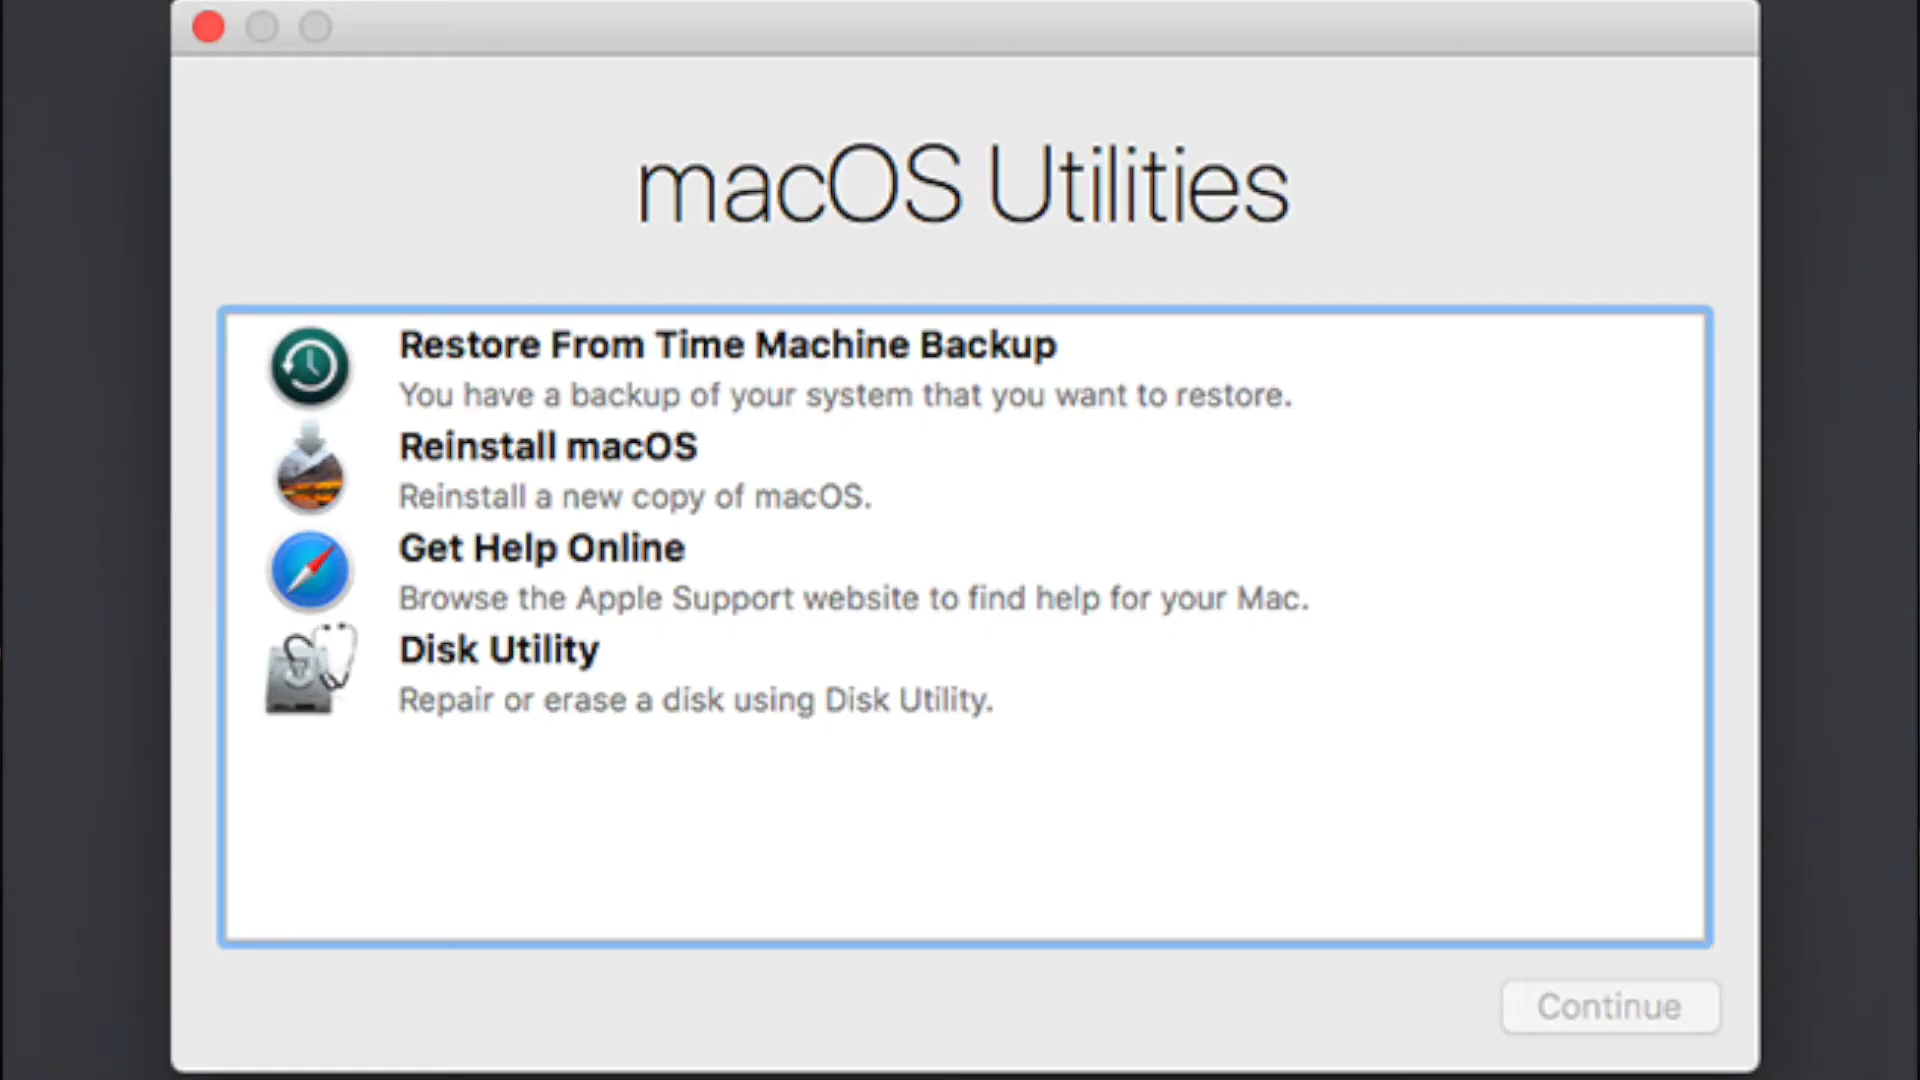 macOS Utilities
Restore From Time Machine Backup
You have a backup of your system that you want to restore.
Reinstall macOS
Reinstall a new copy of macOS.
Get Help Online
Browse the Apple Support website to find help for your Mac.
Disk Utility
Repair or erase a disk using Disk Utility.
Continue